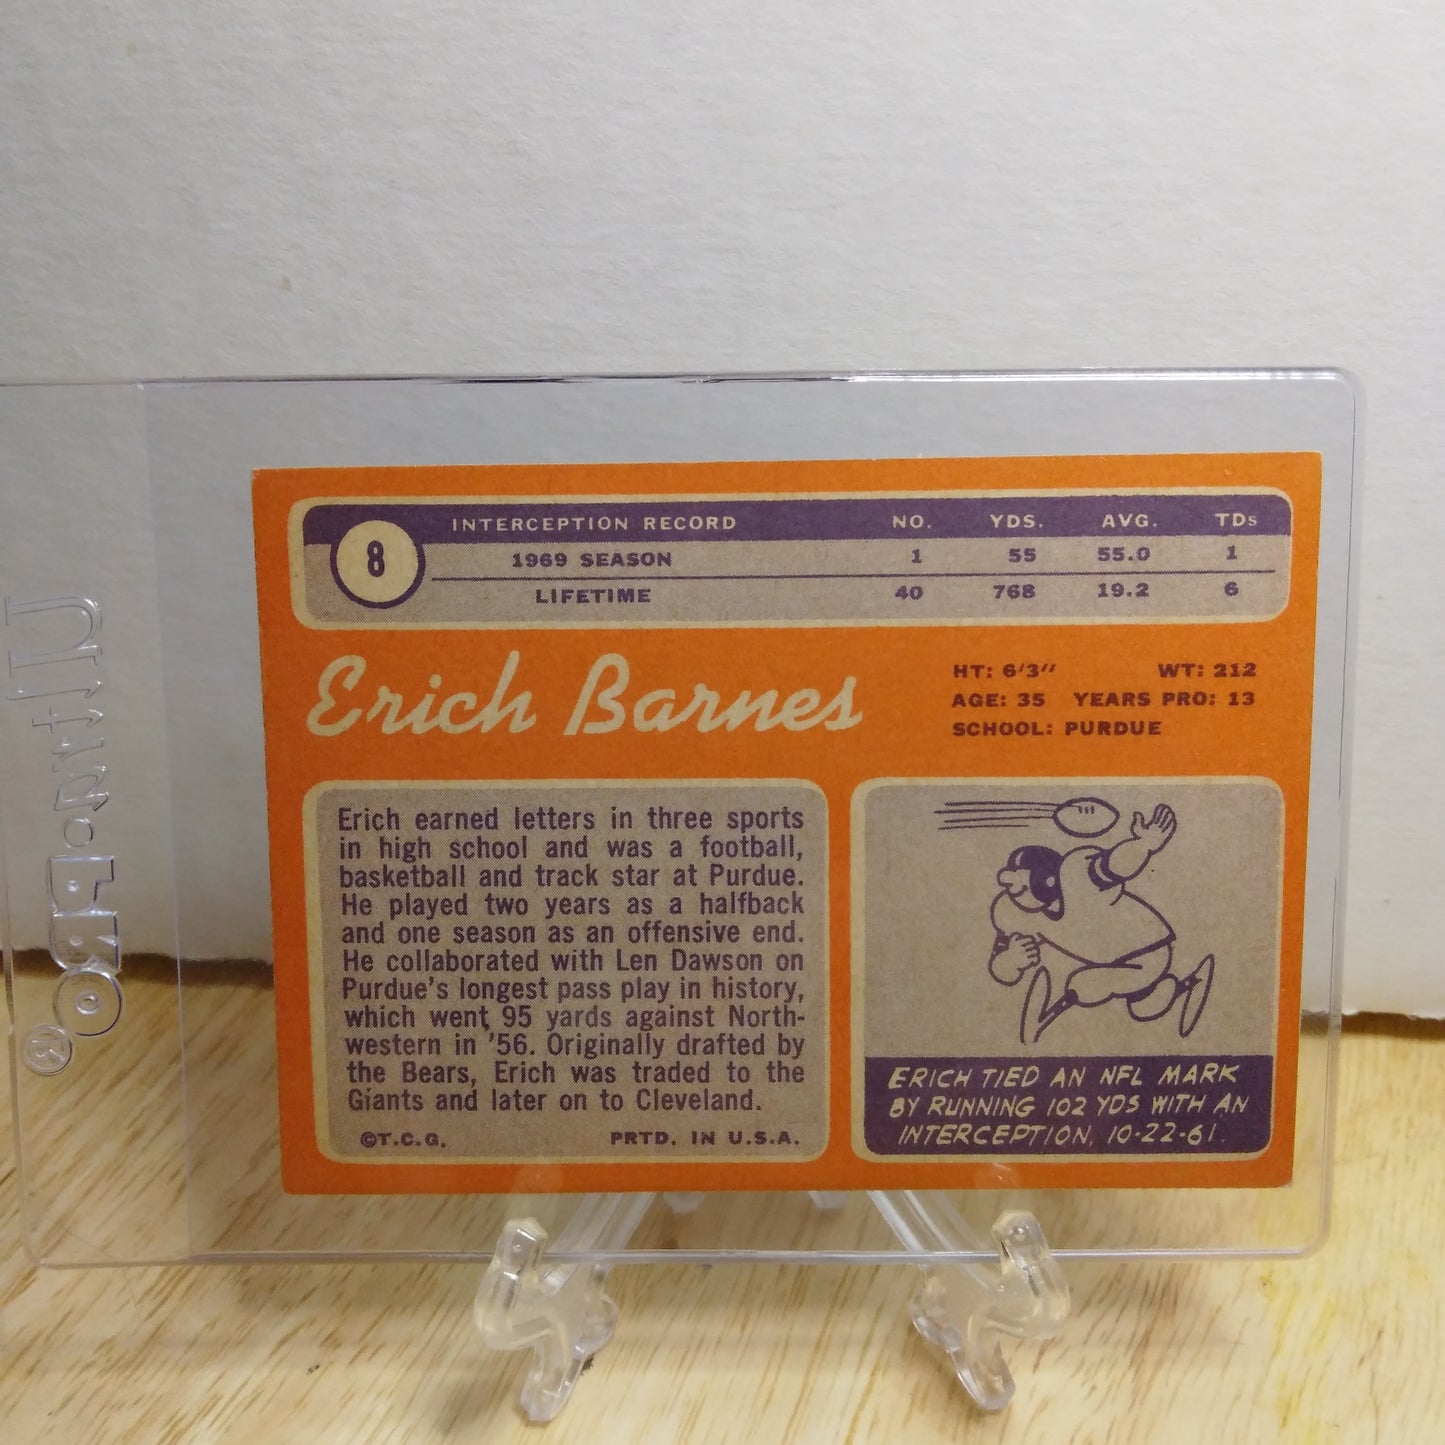 8
INTERCEPTION RECORD NO. YDS. AVG. TDs
1969 SEASON 1 55 55.0 1
LIFETIME 40 768 19.2 6
Erich Barnes
HT: 6'3" WT: 212
AGE: 35 YEARS PRO: 13
SCHOOL: PURDUE
Erich earned letters in three sports
in high school and was a football,
basketball and track star at Purdue.
He played two years as a halfback
and one season as an offensive end.
He collaborated with Len Dawson on
Purdue's longest pass play in history,
which went 95 yards against North-
western in '56. Originally drafted by
the Bears, Erich was traded to the
Giants and later on to Cleveland.
©T.C.G. PRTD. IN U.S.A.
ERICH TIED AN NFL MARK
BY RUNNING 102 YDS WITH AN
INTERCEPTION, 10-22-61.
ultra·PRO®